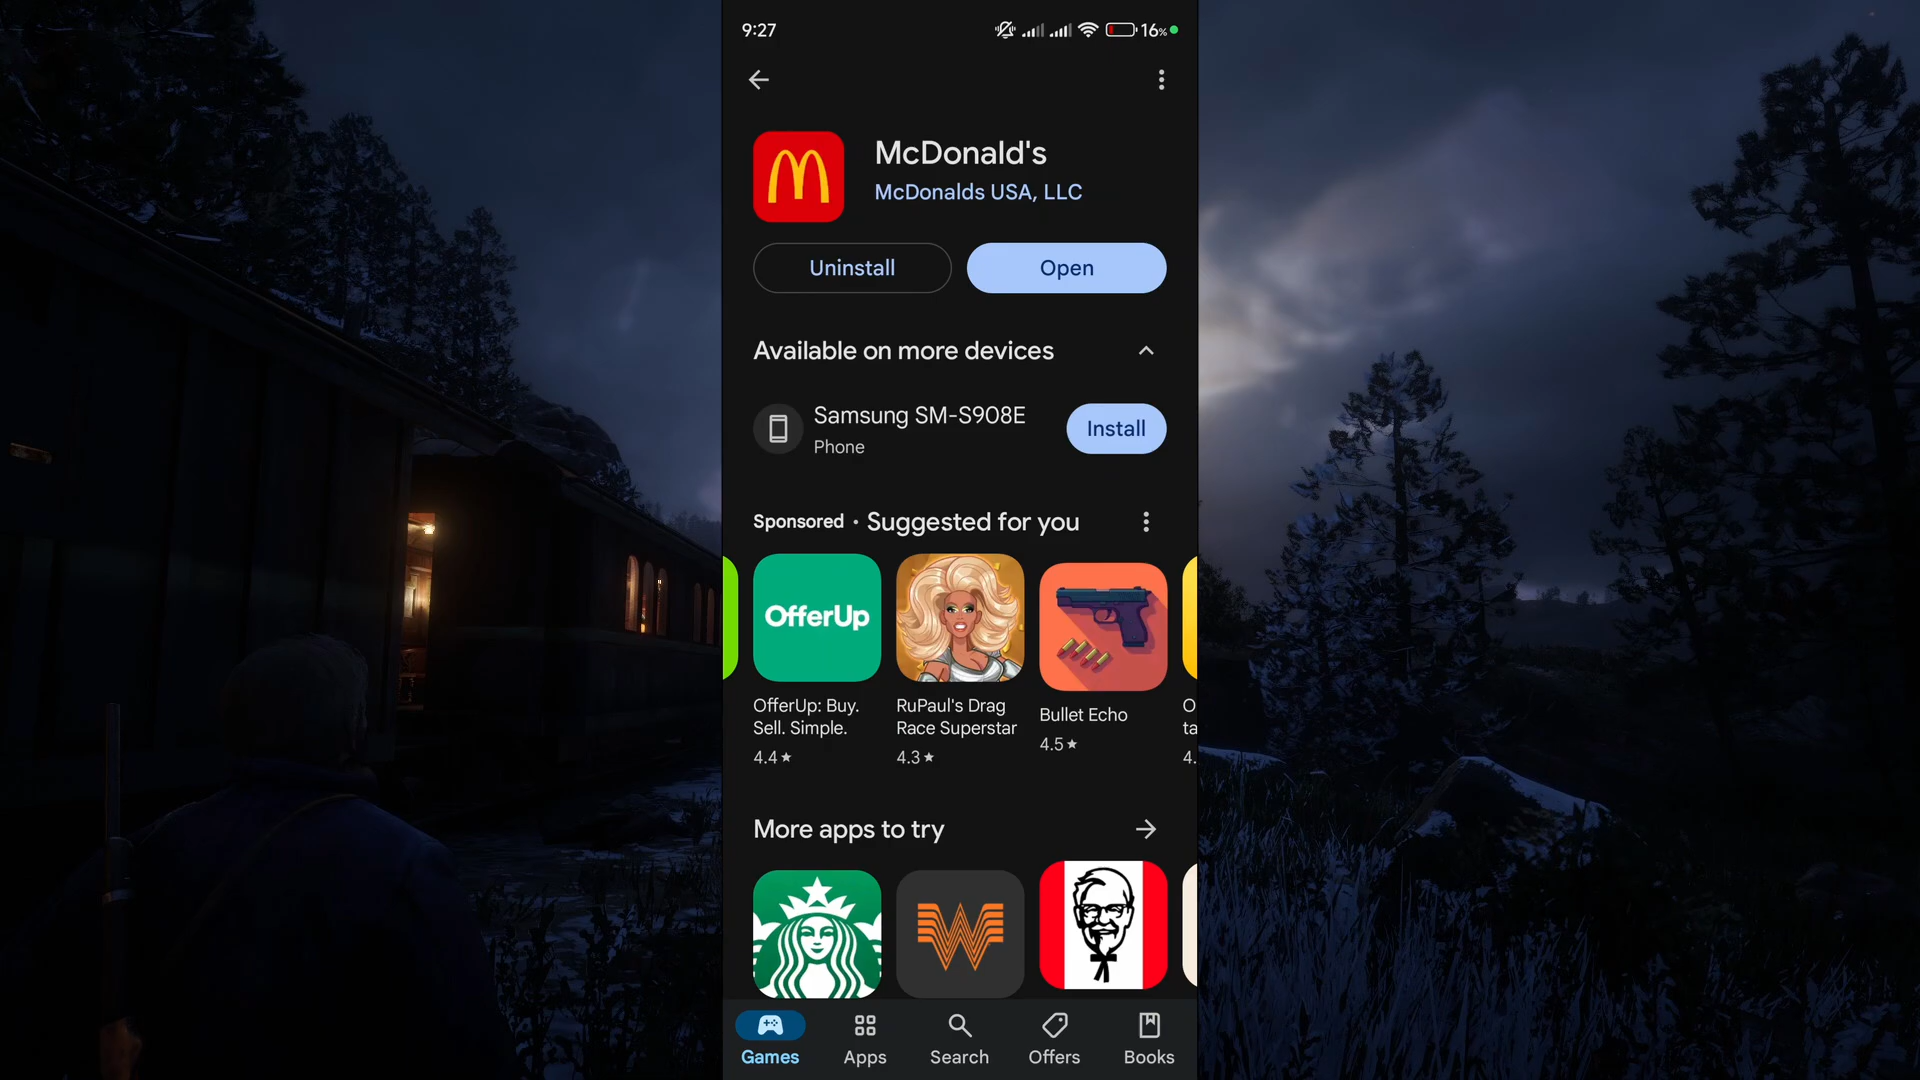 9:27
16%
McDonald's
McDonalds USA, LLC
Uninstall
Open
Available on more devices
Samsung SM-S908E
Phone
Install
Sponsored • Suggested for you
OfferUp
OfferUp: Buy.
Sell. Simple.
4.4★
RuPaul's Drag
Race Superstar
4.3★
Bullet Echo
4.5★
O
ta
4.
More apps to try
Games
Apps
Search
Offers
Books